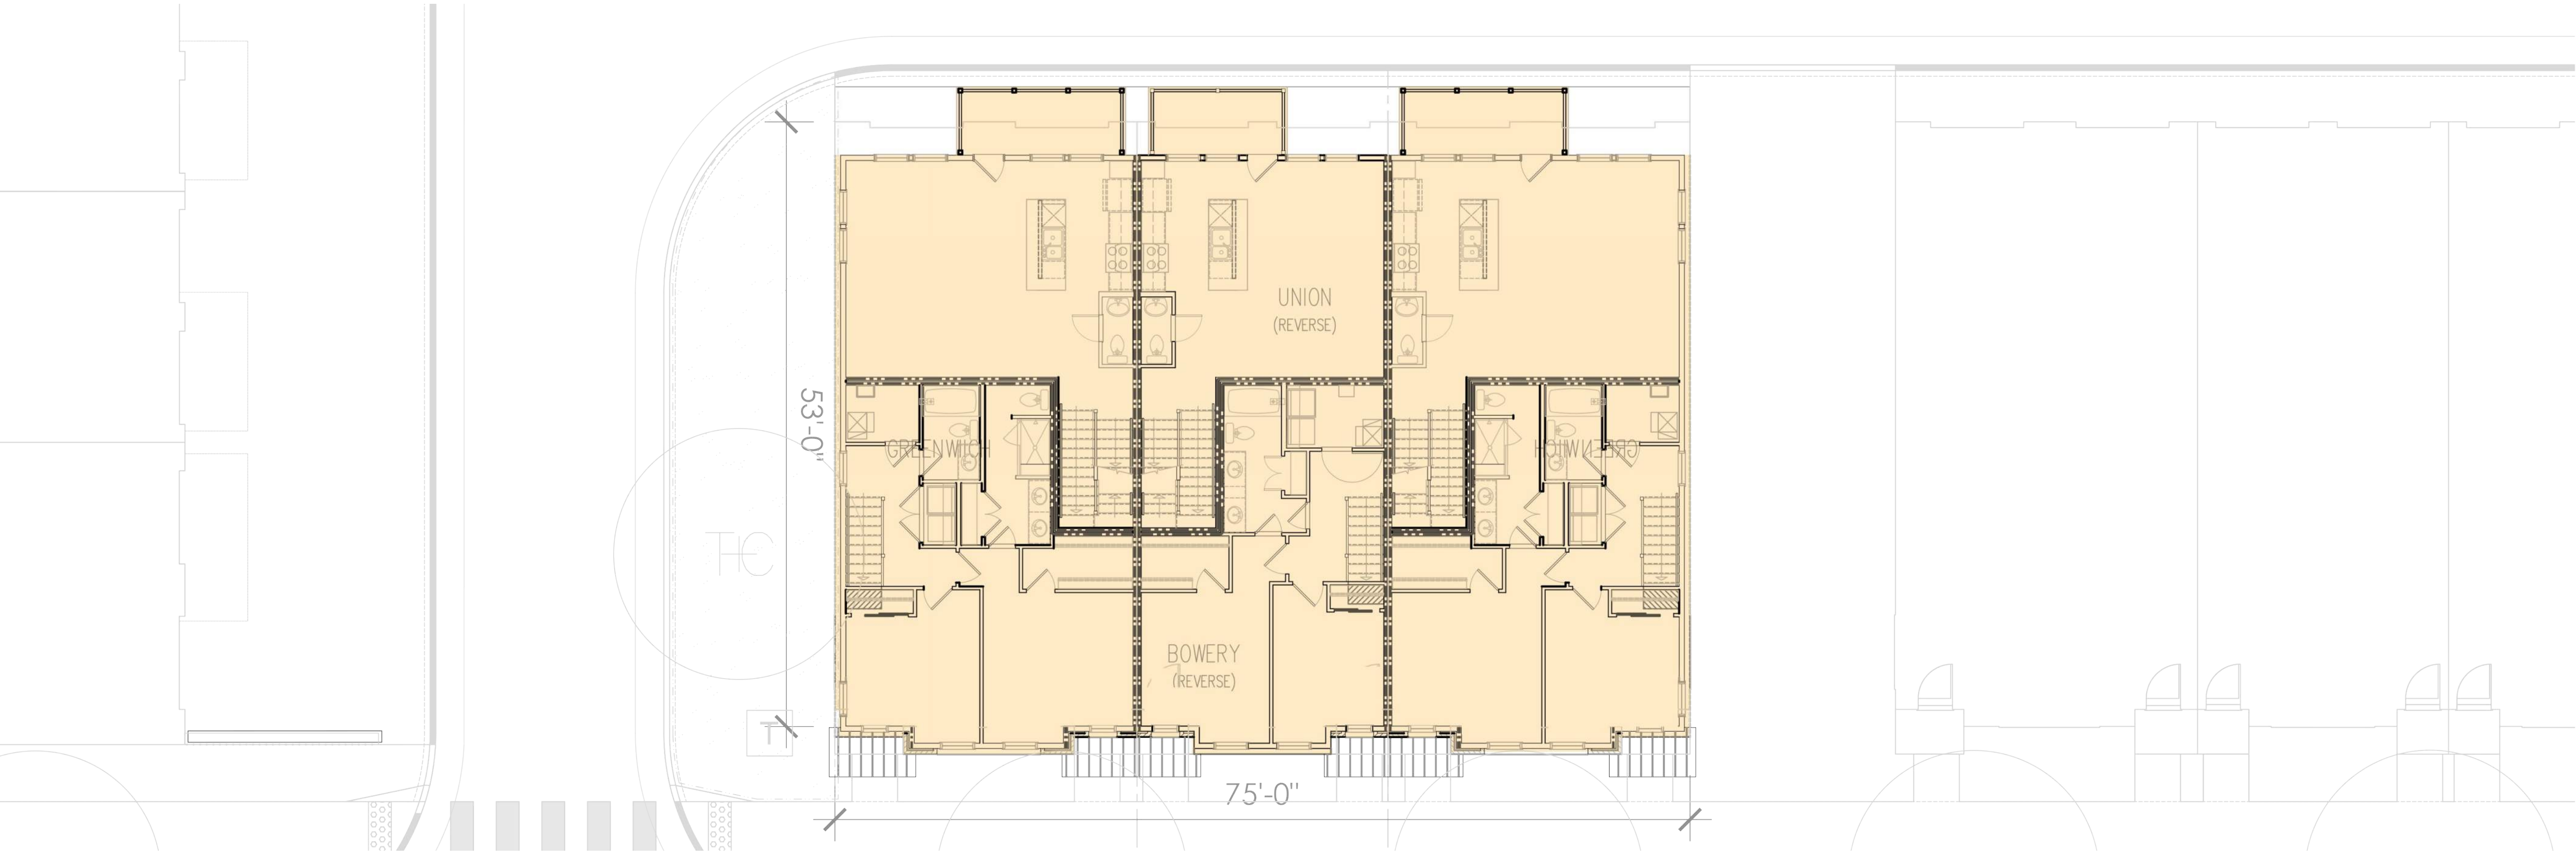 UNION
(REVERSE)
53'-0"
GREENWICH
GREENWICH
T-C
BOWERY
(REVERSE)
T
75'-0"